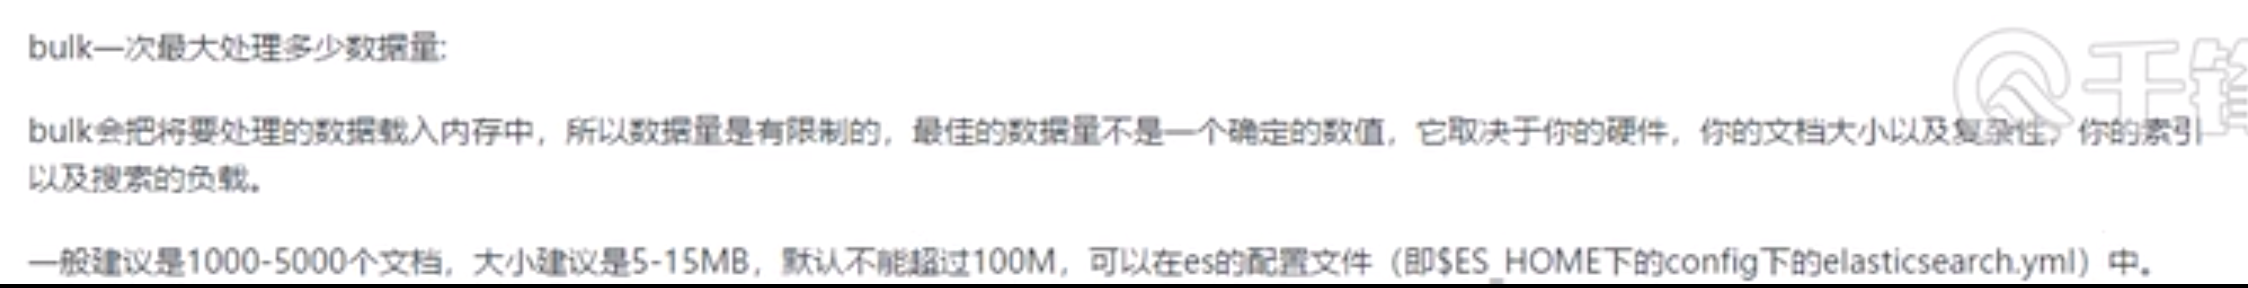 bulk一次最大处理多少数据量:
bulk会把将要处理的数据载入内存中，所以数据量是有限制的，最佳的数据量不是一个确定的数值，它取决于你的硬件，你的文档大小以及复杂性，你的索引
以及搜索的负载。
一般建议是1000-5000个文档，大小建议是5-15MB，默认不能超过100M，可以在es的配置文件（即$ES_HOME下的config下的elasticsearch.yml）中。
千锋